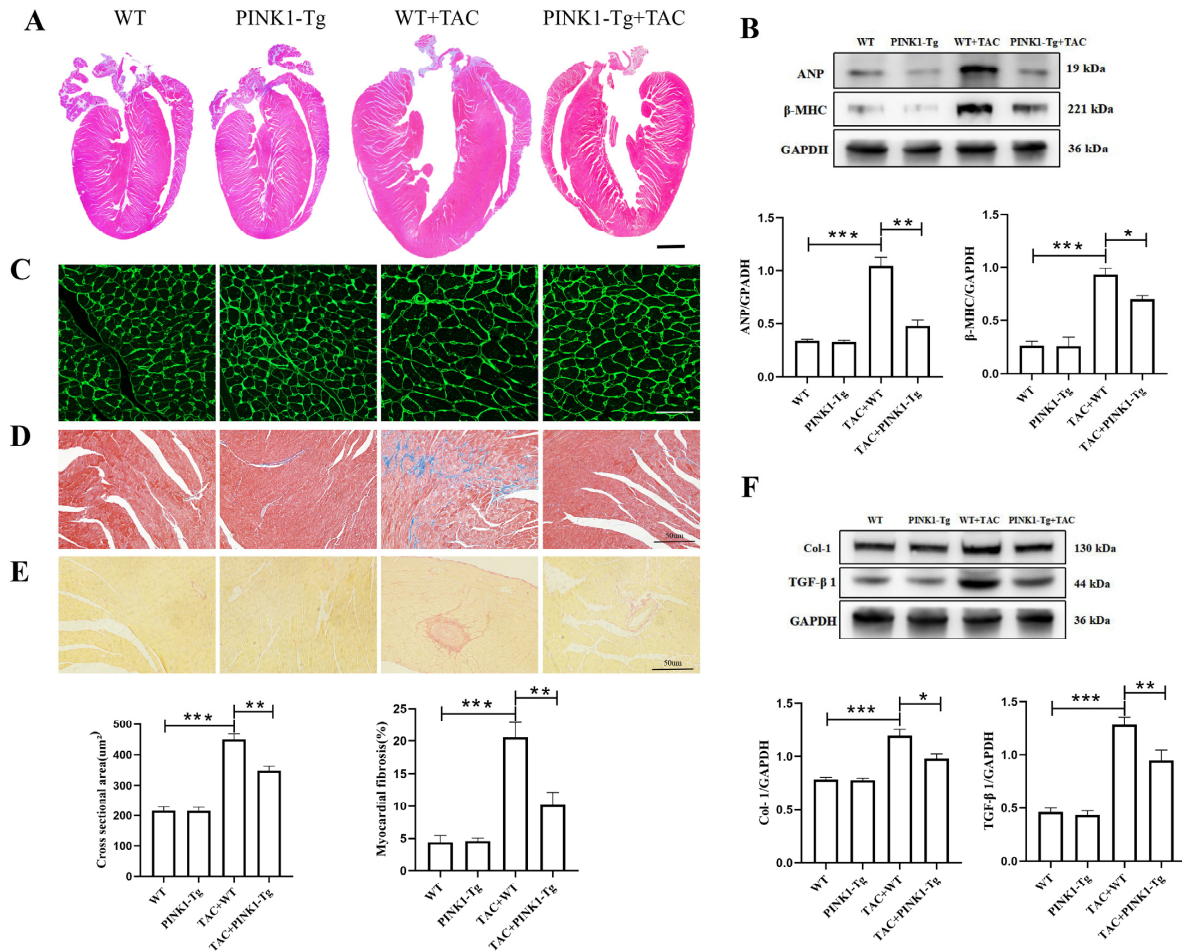 A
WT PINK1-Tg WT+TAC PINK1-Tg+TAC
B
WT PINK1-Tg WT+TAC PINK1-Tg+TAC
ANP 19 kDa
β-MHC 221 kDa
GAPDH 36 kDa
ANP/GPADH
1.5
1.0
0.5
0.0
*** **
WT PINK1-Tg TAC+WT TAC+PINK1-Tg
β-MHC/GAPDH
1.5
1.0
0.5
0.0
*** *
WT PINK1-Tg TAC+WT TAC+PINK1-Tg
C
D
50um
E
50um
Cross sectional area(um²)
500
400
300
200
100
0
*** **
WT PINK1-Tg TAC+WT TAC+PINK1-Tg
Myocardial fibrosis(%)
25
20
15
10
5
0
*** **
WT PINK1-Tg TAC+WT TAC+PINK1-Tg
F
WT PINK1-Tg WT+TAC PINK1-Tg+TAC
Col-1 130 kDa
TGF-β 1 44 kDa
GAPDH 36 kDa
Col- 1/GAPDH
1.5
1.0
0.5
0.0
*** *
WT PINK1-Tg TAC+WT TAC+PINK1-Tg
TGF-β 1/GAPDH
1.5
1.0
0.5
0.0
*** **
WT PINK1-Tg TAC+WT TAC+PINK1-Tg